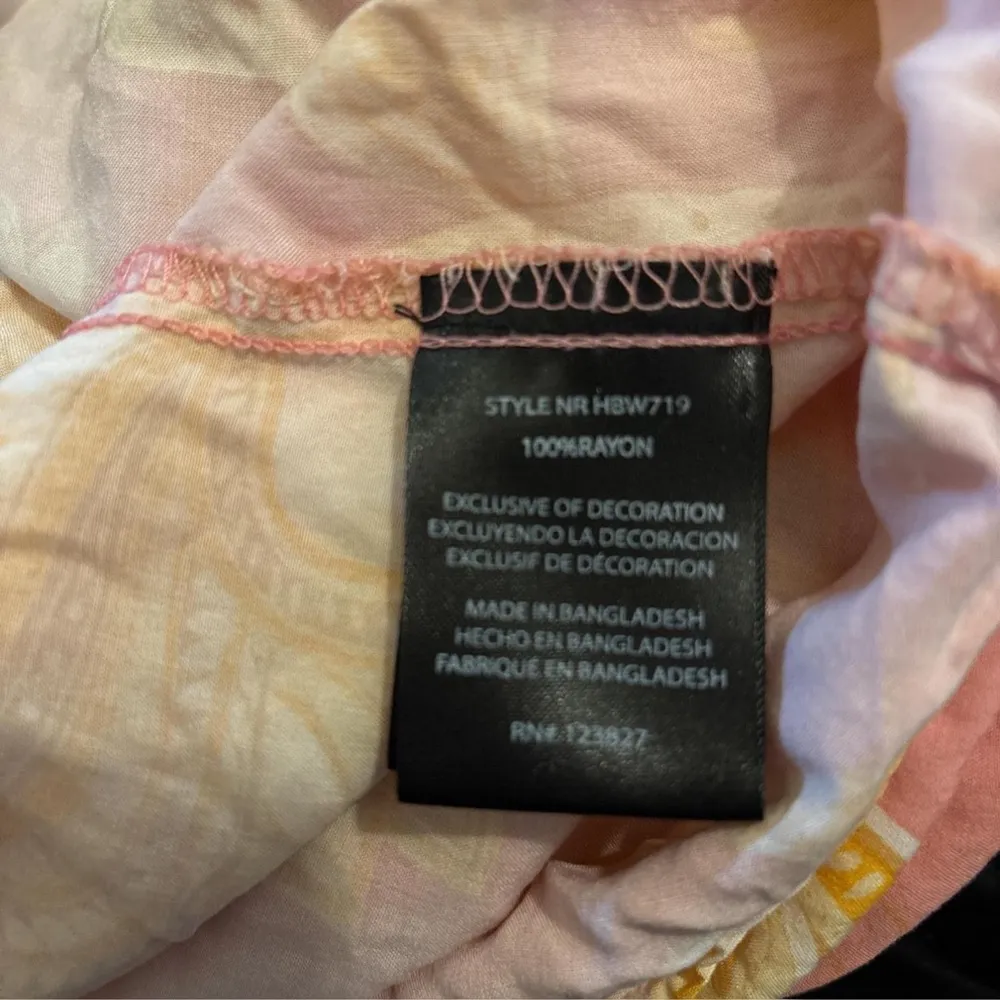 STYLE NR HBW719
100%RAYON
EXCLUSIVE OF DECORATION
EXCLUYENDO LA DECORACION
EXCLUSIF DE DÉCORATION
MADE IN BANGLADESH
HECHO EN BANGLADESH
FABRIQUÉ EN BANGLADESH
RN# 123827